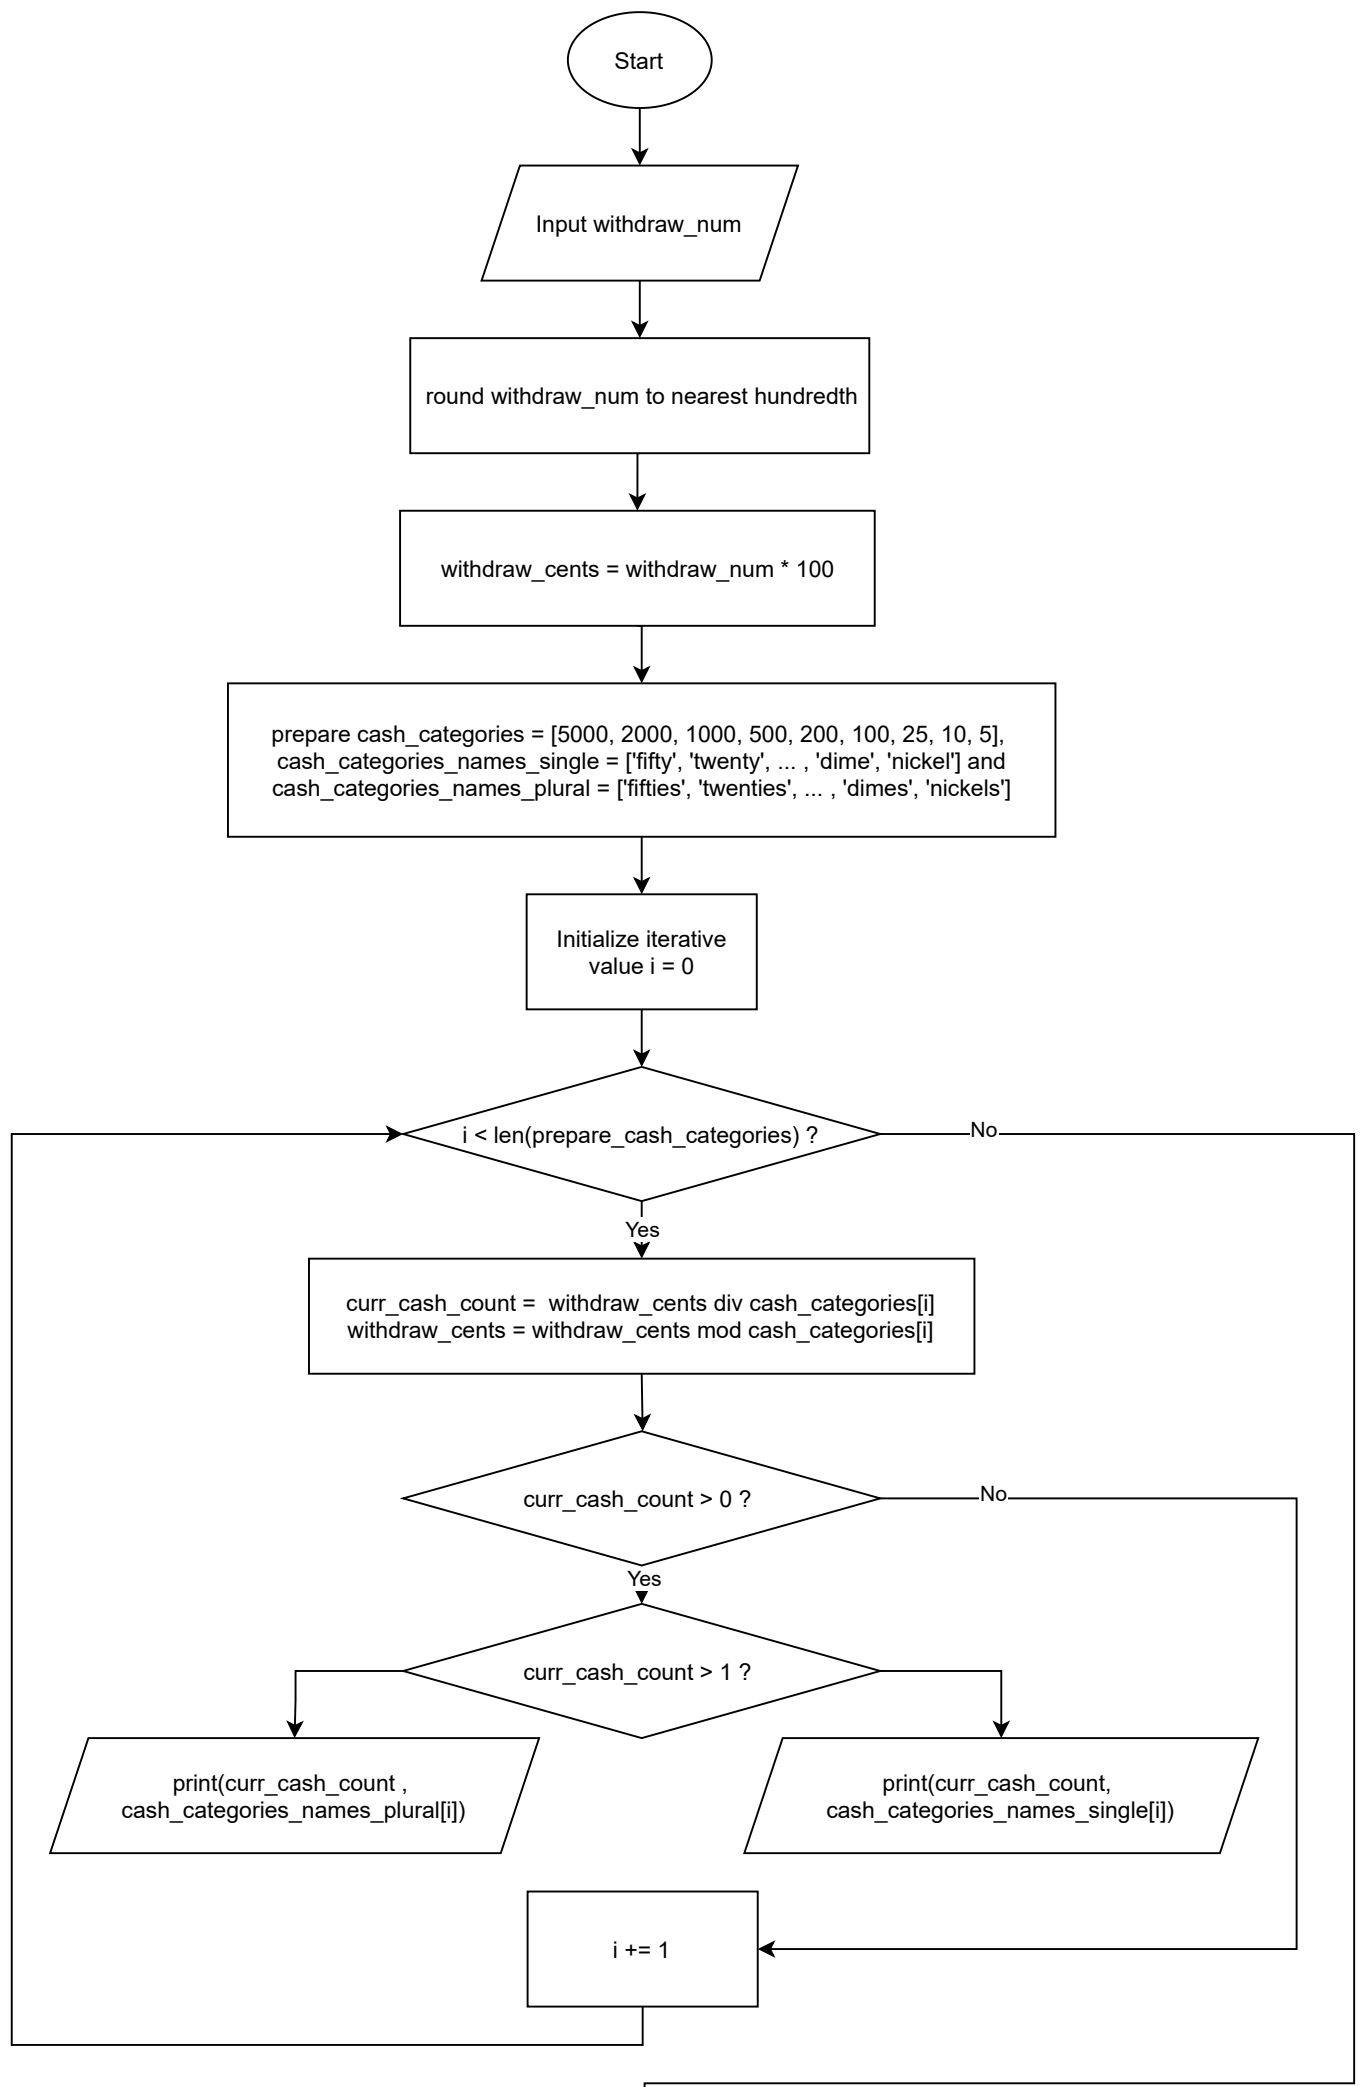 Start
Input withdraw_num
round withdraw_num to nearest hundredth
withdraw_cents = withdraw_num * 100
prepare cash_categories = [5000, 2000, 1000, 500, 200, 100, 25, 10, 5],
cash_categories_names_single = ['fifty', 'twenty', ... , 'dime', 'nickel'] and
cash_categories_names_plural = ['fifties', 'twenties', ... , 'dimes', 'nickels']
Initialize iterative
value i = 0
i < len(prepare_cash_categories) ?
No
Yes
curr_cash_count = withdraw_cents div cash_categories[i]
withdraw_cents = withdraw_cents mod cash_categories[i]
curr_cash_count > 0 ?
No
Yes
curr_cash_count > 1 ?
print(curr_cash_count ,
cash_categories_names_plural[i])
print(curr_cash_count,
cash_categories_names_single[i])
i += 1